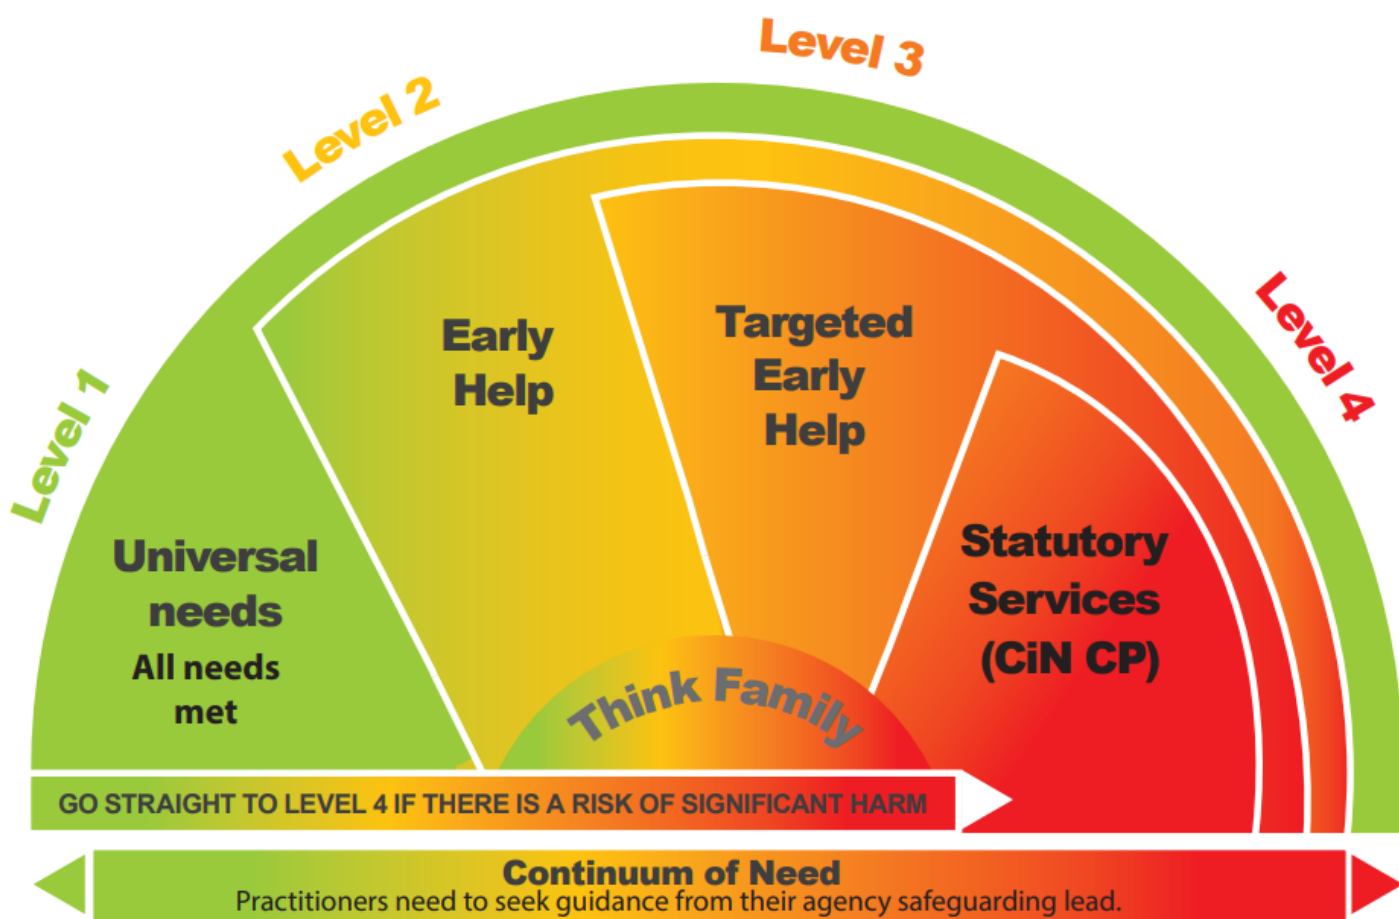 Level 1
Level 2
Level 3
Level 4
Universal
needs
All needs
met
Early
Help
Targeted
Early
Help
Statutory
Services
(CiN CP)
Think Family
GO STRAIGHT TO LEVEL 4 IF THERE IS A RISK OF SIGNIFICANT HARM
Continuum of Need
Practitioners need to seek guidance from their agency safeguarding lead.